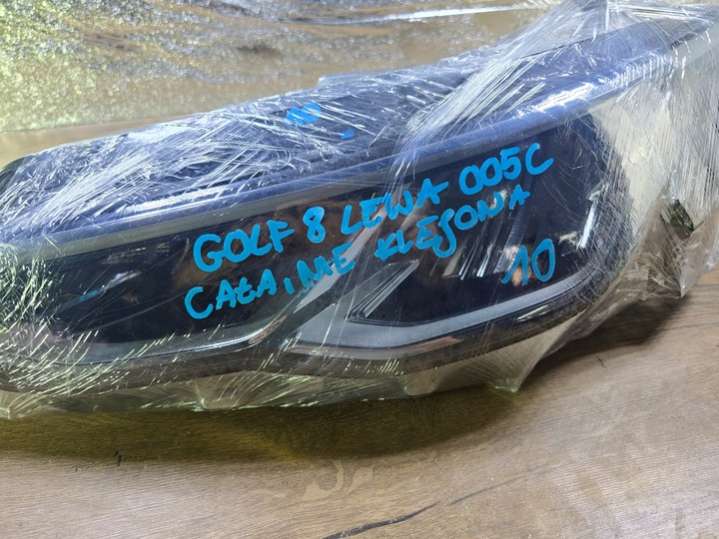 GOLF 8 LEWA 005C
CAŁA, NIE KLEJONA
10